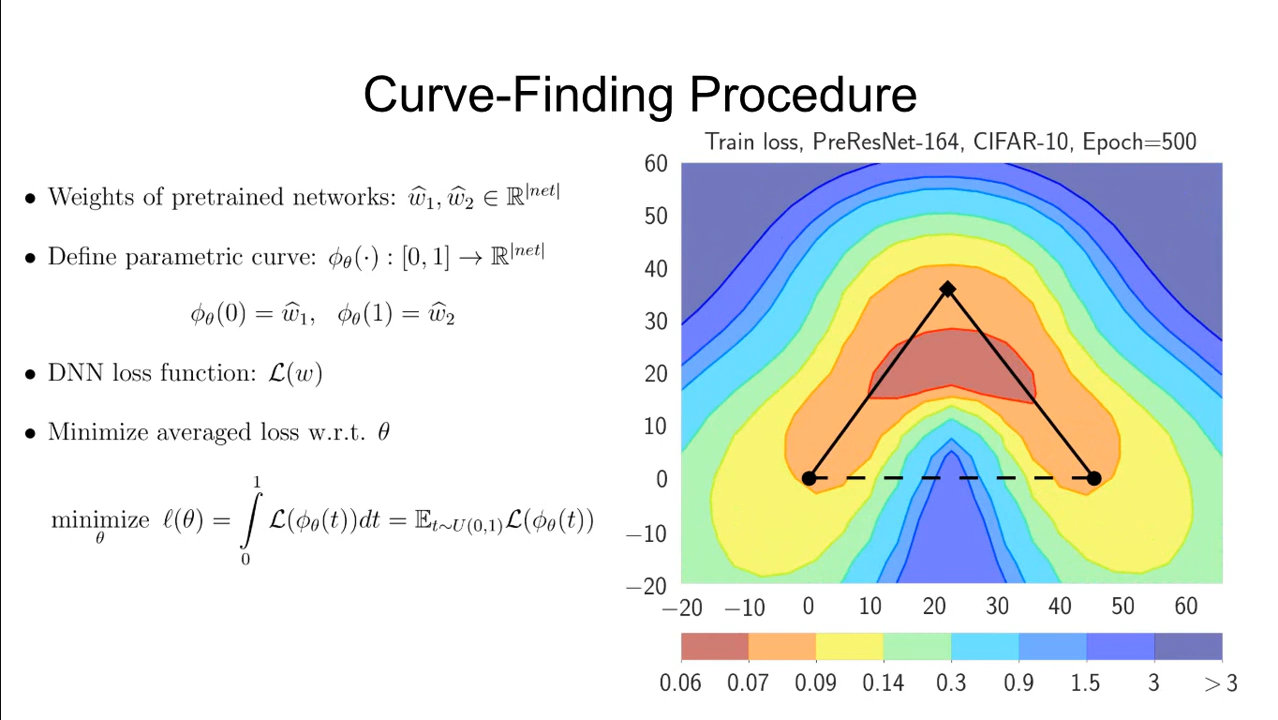 Curve-Finding Procedure
• Weights of pretrained networks: ŵ₁, ŵ₂ ∈ ℝ^|net|
• Define parametric curve: ϕ_θ(·) : [0, 1] → ℝ^|net|
ϕ_θ(0) = ŵ₁, ϕ_θ(1) = ŵ₂
• DNN loss function: ℒ(w)
• Minimize averaged loss w.r.t. θ
minimize_θ ℓ(θ) = ∫₀¹ ℒ(ϕ_θ(t))dt = 𝔼_{t∼U(0,1)} ℒ(ϕ_θ(t))
Train loss, PreResNet-164, CIFAR-10, Epoch=500
60
50
40
30
20
10
0
−10
−20
−20 −10 0 10 20 30 40 50 60
0.06 0.07 0.09 0.14 0.3 0.9 1.5 3 > 3